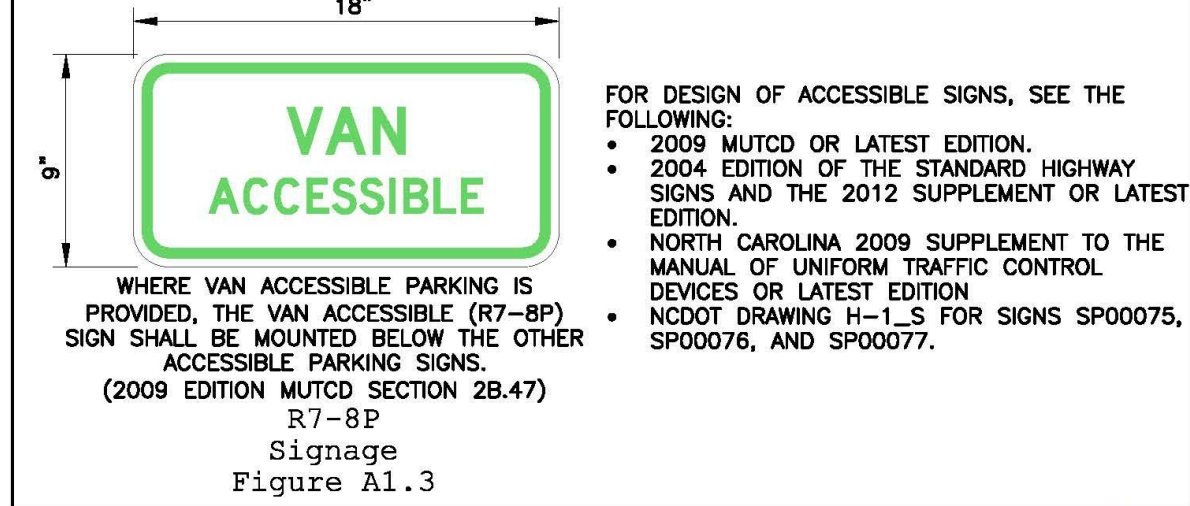 18"
9"
VAN
ACCESSIBLE
WHERE VAN ACCESSIBLE PARKING IS
PROVIDED, THE VAN ACCESSIBLE (R7-8P)
SIGN SHALL BE MOUNTED BELOW THE OTHER
ACCESSIBLE PARKING SIGNS.
(2009 EDITION MUTCD SECTION 2B.47)
R7-8P
Signage
Figure A1.3
FOR DESIGN OF ACCESSIBLE SIGNS, SEE THE
FOLLOWING:
• 2009 MUTCD OR LATEST EDITION.
• 2004 EDITION OF THE STANDARD HIGHWAY
SIGNS AND THE 2012 SUPPLEMENT OR LATEST
EDITION.
• NORTH CAROLINA 2009 SUPPLEMENT TO THE
MANUAL OF UNIFORM TRAFFIC CONTROL
DEVICES OR LATEST EDITION
• NCDOT DRAWING H-1_S FOR SIGNS SP00075,
SP00076, AND SP00077.